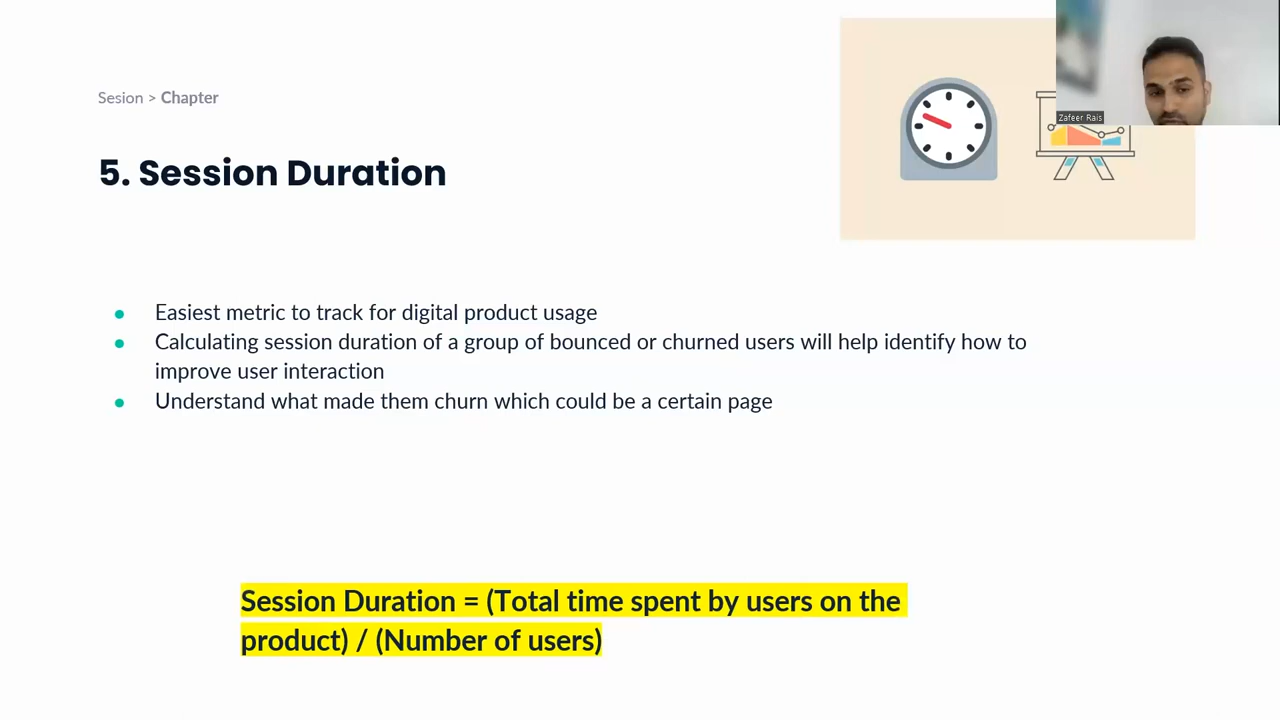 Sesion > Chapter
Zafeer Rais
5. Session Duration
Easiest metric to track for digital product usage
Calculating session duration of a group of bounced or churned users will help identify how to
improve user interaction
Understand what made them churn which could be a certain page
Session Duration = (Total time spent by users on the
product) / (Number of users)